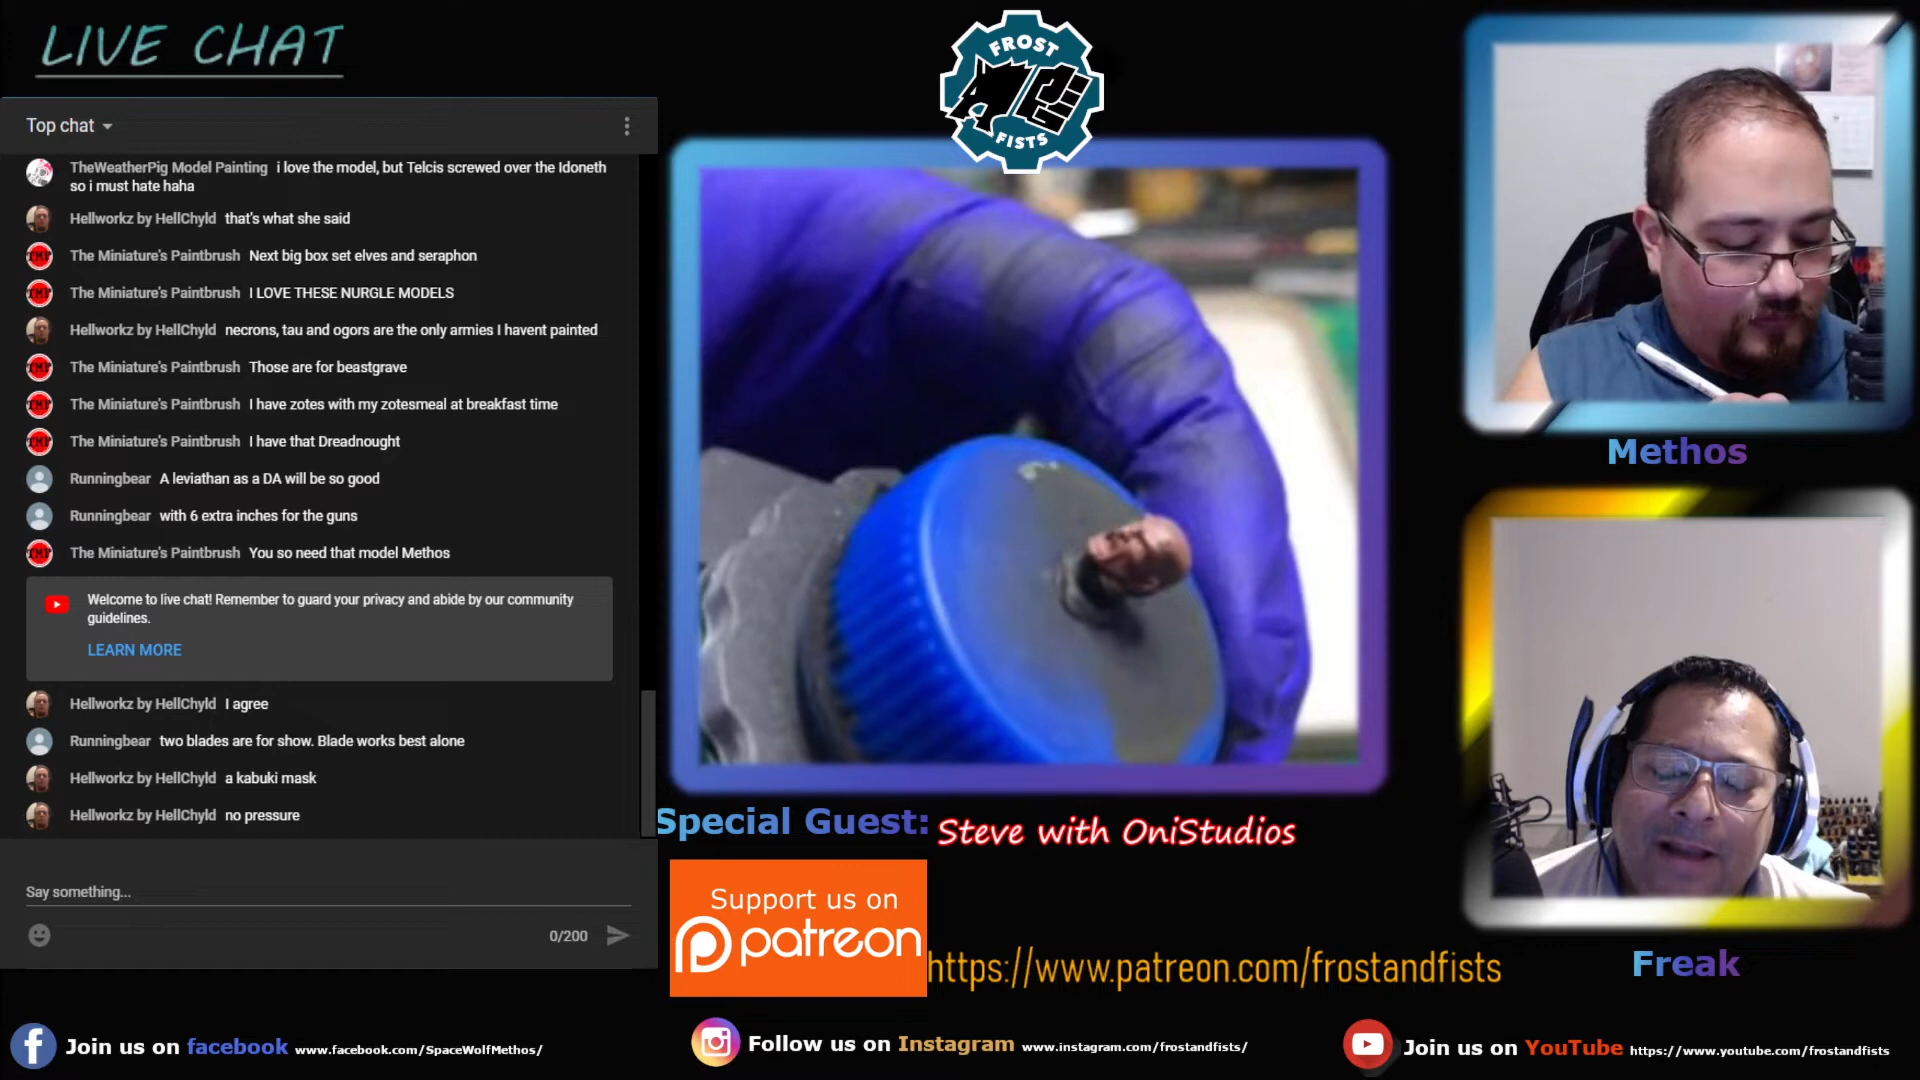 LIVE CHAT
Top chat
TheWeatherPig Model Painting i love the model, but Telcis screwed over the Idoneth
so i must hate haha
Hellworkz by HellChyld that's what she said
The Miniature's Paintbrush Next big box set elves and seraphon
The Miniature's Paintbrush I LOVE THESE NURGLE MODELS
Hellworkz by HellChyld necrons, tau and ogors are the only armies I havent painted
The Miniature's Paintbrush Those are for beastgrave
The Miniature's Paintbrush I have zotes with my zotesmeal at breakfast time
The Miniature's Paintbrush I have that Dreadnought
Runningbear A leviathan as a DA will be so good
Runningbear with 6 extra inches for the guns
The Miniature's Paintbrush You so need that model Methos
Welcome to live chat! Remember to guard your privacy and abide by our community
guidelines.
LEARN MORE
Hellworkz by HellChyld I agree
Runningbear two blades are for show. Blade works best alone
Hellworkz by HellChyld a kabuki mask
Hellworkz by HellChyld no pressure
Say something...
0/200
FROST
FISTS
Special Guest: Steve with OniStudios
Support us on
patreon
https://www.patreon.com/frostandfists
Methos
Freak
Join us on facebook www.facebook.com/SpaceWolfMethos/
Follow us on Instagram www.instagram.com/frostandfists/
Join us on YouTube https://www.youtube.com/frostandfists